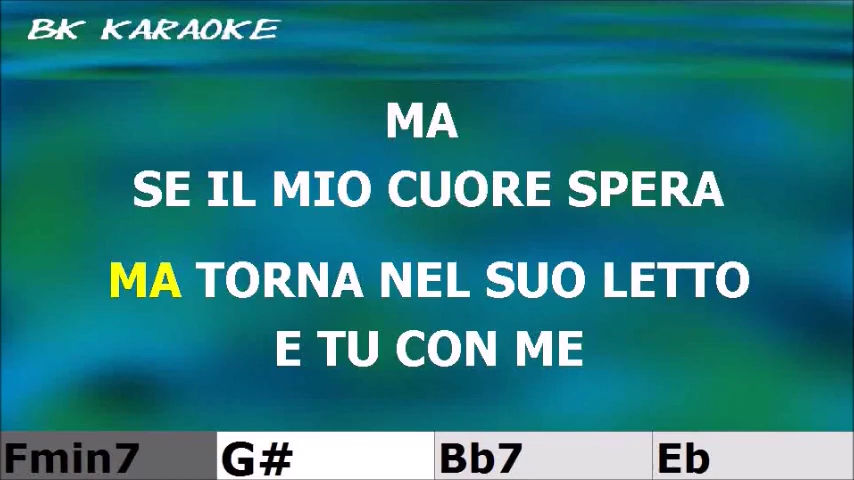 BK KARAOKE
MA
SE IL MIO CUORE SPERA
MA TORNA NEL SUO LETTO
E TU CON ME
Fmin7 G# Bb7 Eb